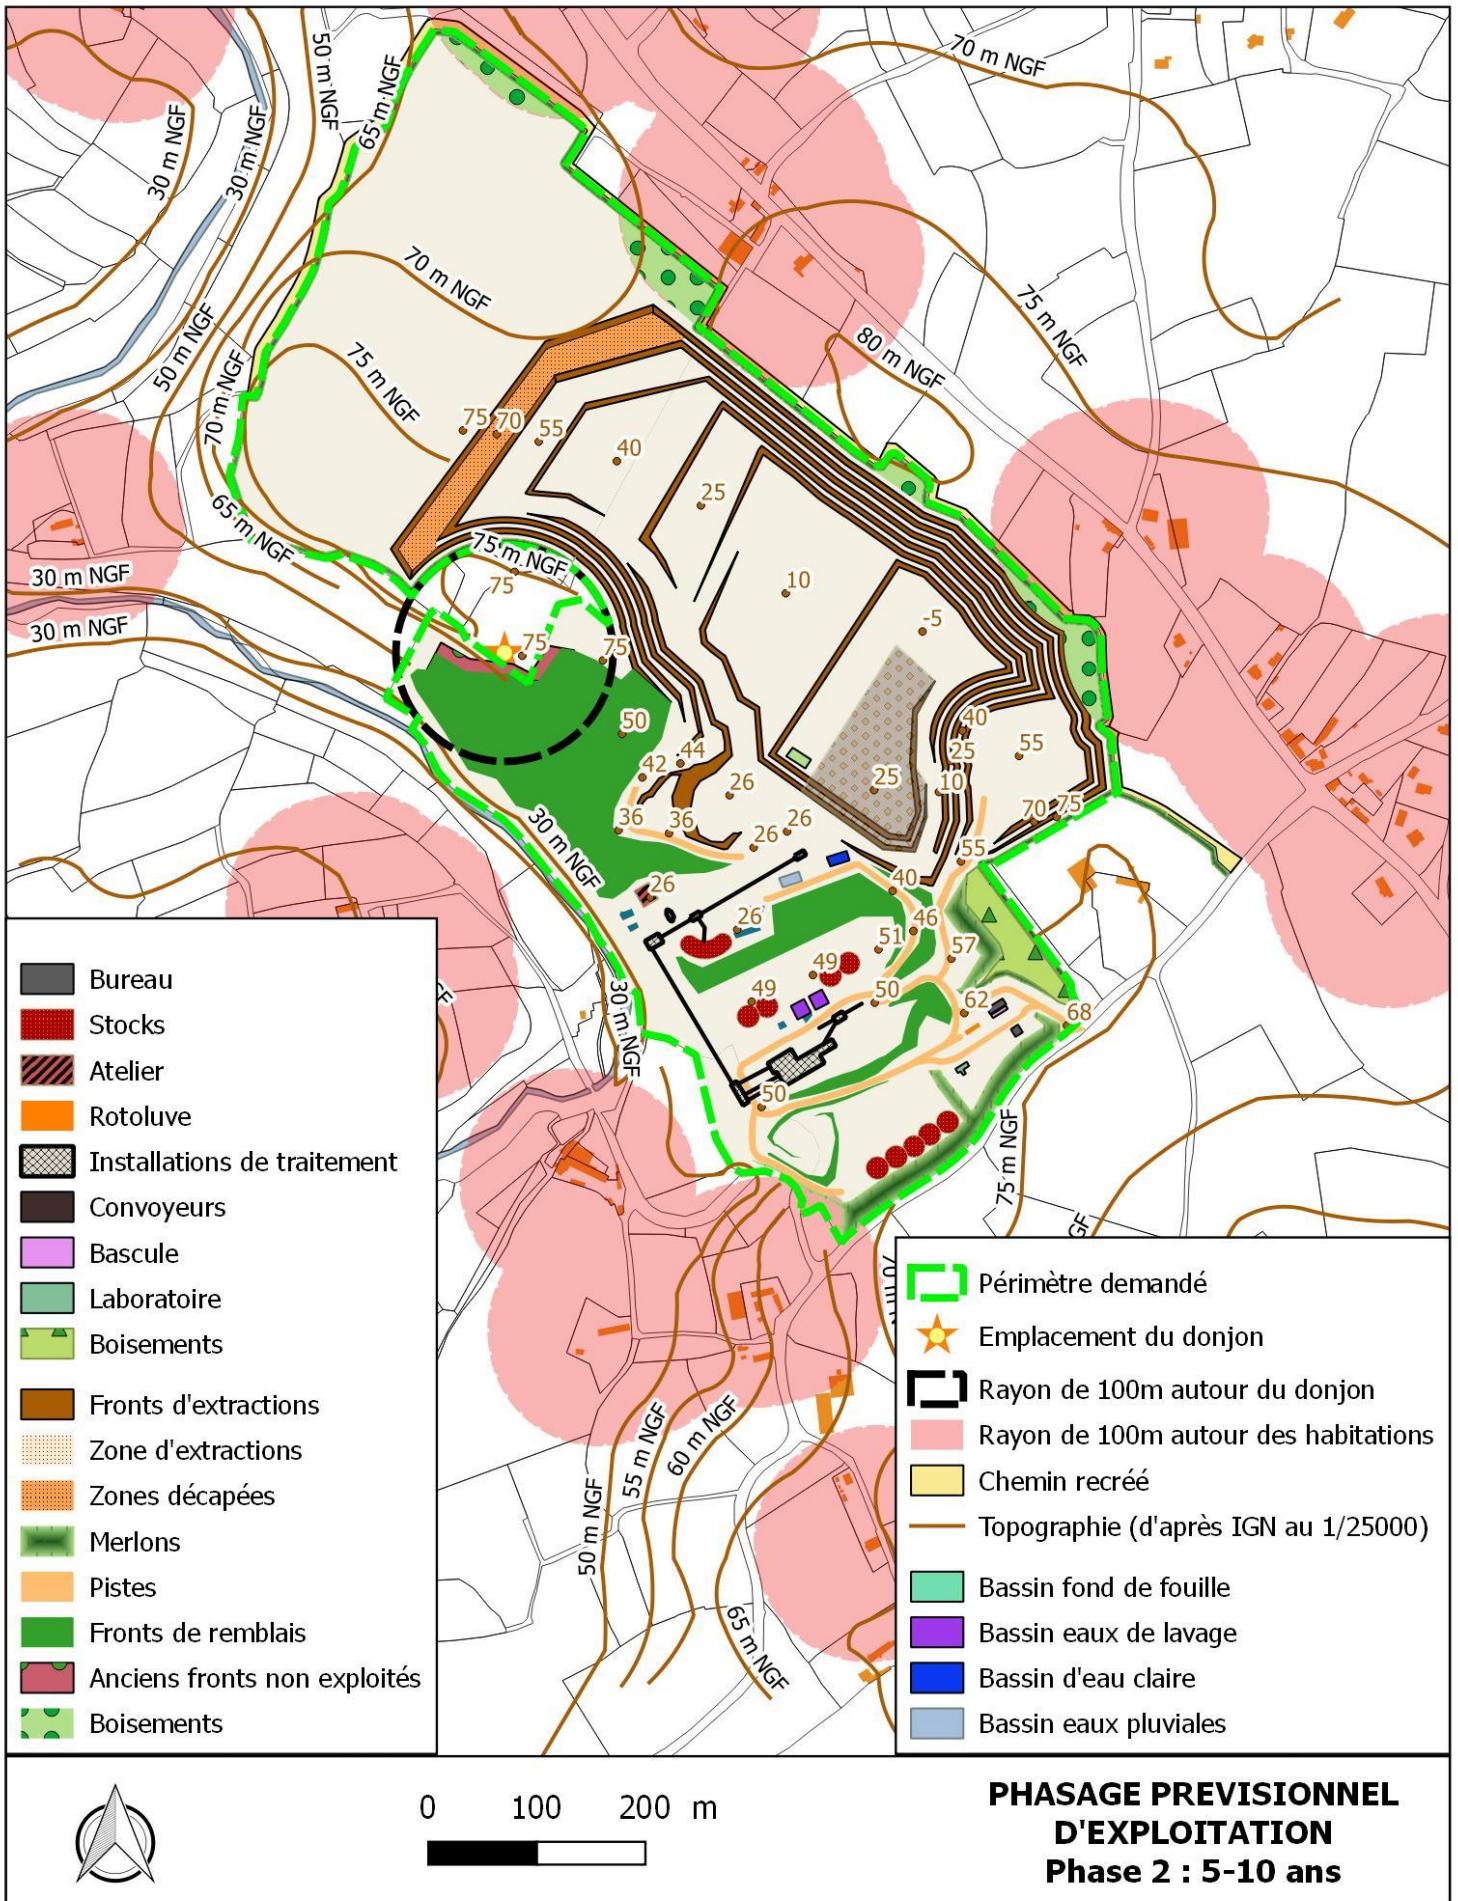 50 m NGF
65 m NGF
30 m NGF
30 m NGF
70 m NGF
70 m NGF
50 m NGF
75 m NGF
70 m NGF
75 m NGF
80 m NGF
75
70
55
40
25
65 m NGF
75 m NGF
75
30 m NGF
30 m NGF
10
-5
75
75
50
44
42
26
36
36
26
26
25
40
25
10
55
70
75
55
40
30 m NGF
26
26
46
51
57
49
49
50
62
68
30 m NGF
50
75 m NGF
GF
50 m NGF
55 m NGF
60 m NGF
65 m NGF
Bureau
Stocks
Atelier
Rotoluve
Installations de traitement
Convoyeurs
Bascule
Laboratoire
Boisements
Fronts d'extractions
Zone d'extractions
Zones décapées
Merlons
Pistes
Fronts de remblais
Anciens fronts non exploités
Boisements
Périmètre demandé
Emplacement du donjon
Rayon de 100m autour du donjon
Rayon de 100m autour des habitations
Chemin recréé
Topographie (d'après IGN au 1/25000)
Bassin fond de fouille
Bassin eaux de lavage
Bassin d'eau claire
Bassin eaux pluviales
0 100 200 m
PHASAGE PREVISIONNEL
D'EXPLOITATION
Phase 2 : 5-10 ans